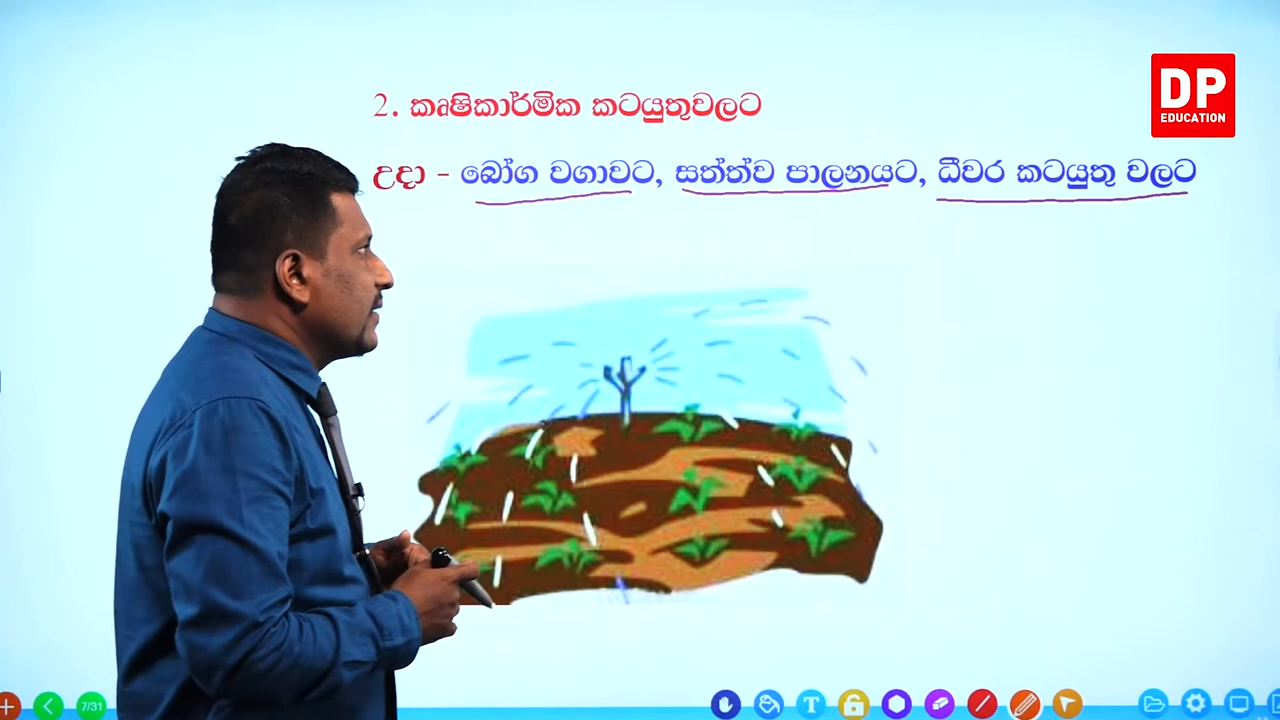 DP
EDUCATION
2. කෘෂිකාර්මික කටයුතුවලට
උදා - බෝග වගාවට, සත්ත්ව පාලනයට, ධීවර කටයුතු වලට
7/31
T